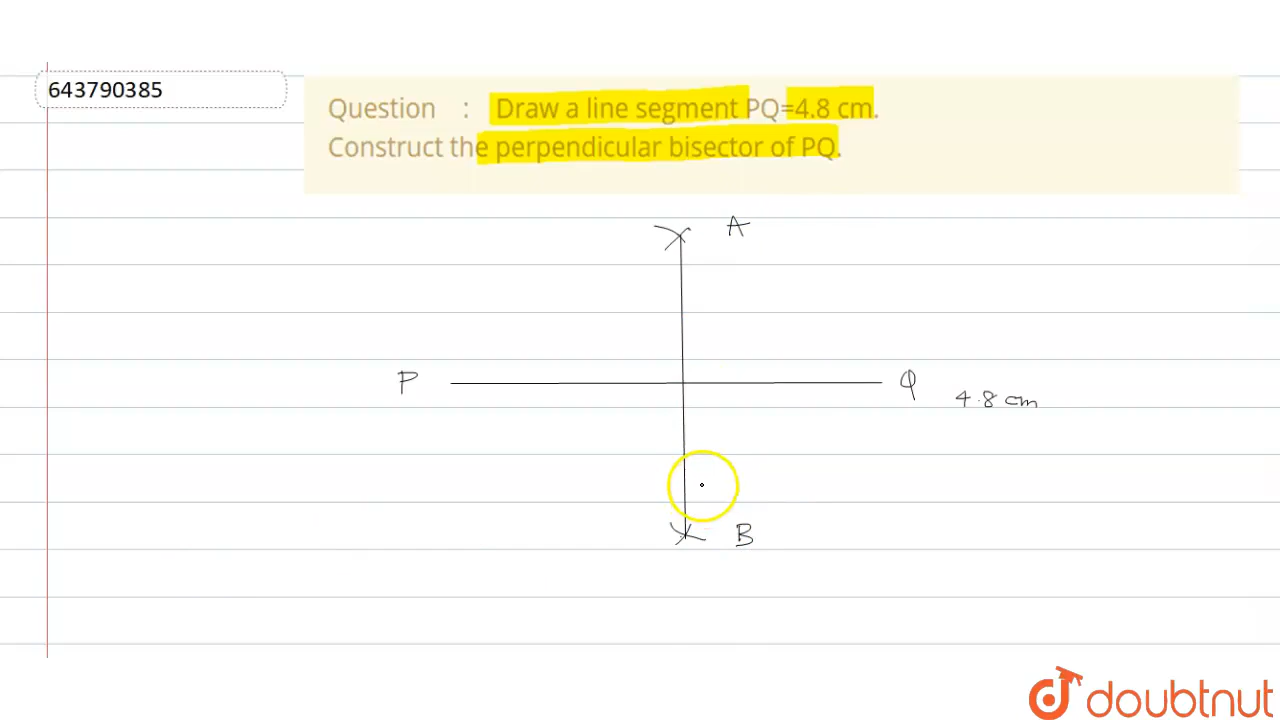 643790385
Question : Draw a line segment PQ=4.8 cm.
Construct the perpendicular bisector of PQ.
A
P
Q
4.8 cm
B
doubtnut